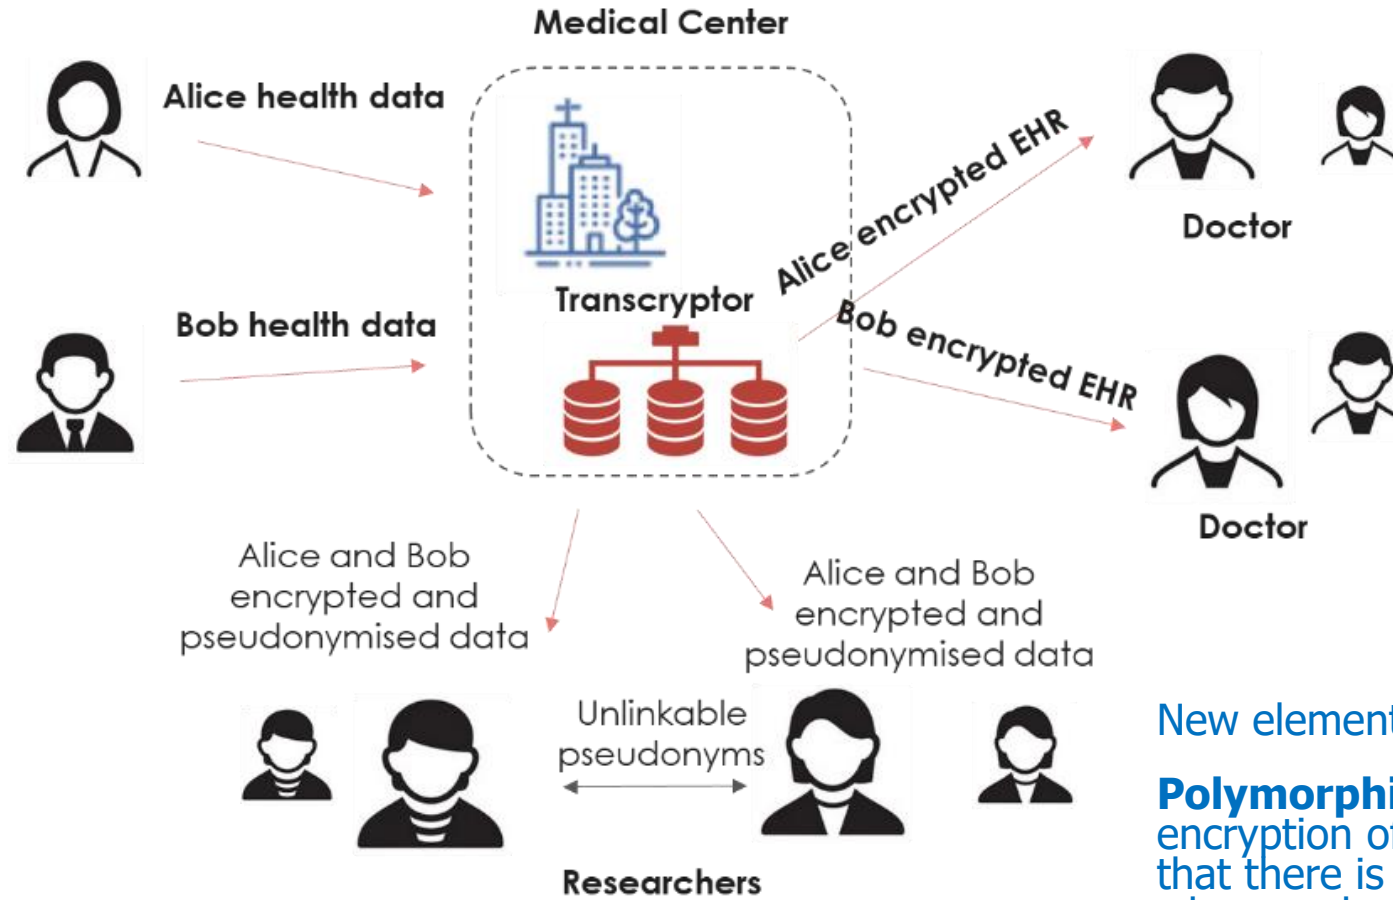 Medical Center
Alice health data
Alice encrypted EHR
Doctor
Transcryptor
Bob health data
Bob encrypted EHR
Doctor
Alice and Bob
encrypted and
pseudonymised data
Alice and Bob
encrypted and
pseudonymised data
Unlinkable
pseudonyms
Researchers
New element
Polymorphi
encryption of
that there is